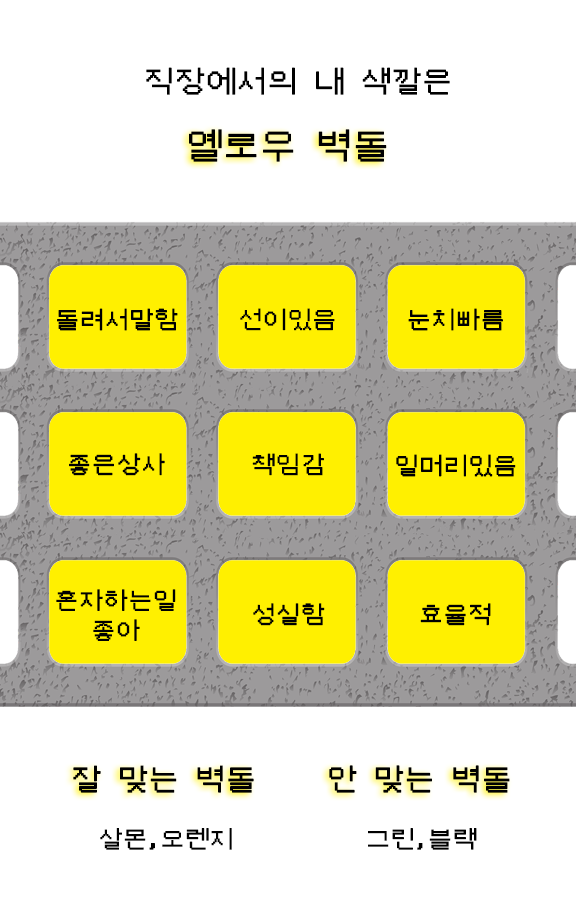 직장에서의 내 색깔은
옐로우 벽돌
돌려서말함 선이있음 눈치빠름
좋은상사 책임감 일머리있음
혼자하는일
좋아
성실함 효율적
잘 맞는 벽돌 안 맞는 벽돌
살몬,오렌지 그린,블랙